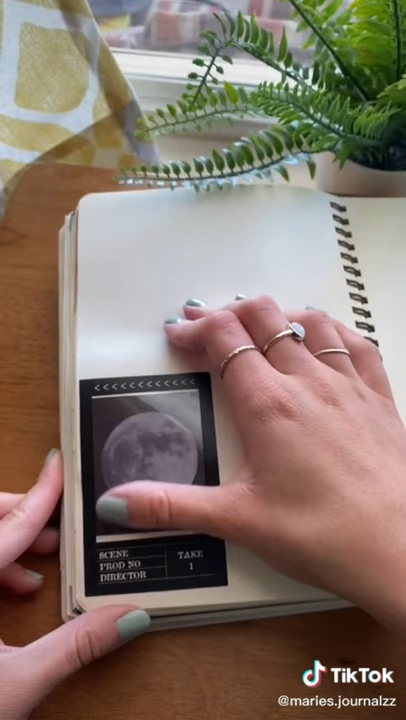 <<<<<<<<<<<
SCENE
PROD NO
DIRECTOR
TAKE
1
TikTok
@maries.journalzz